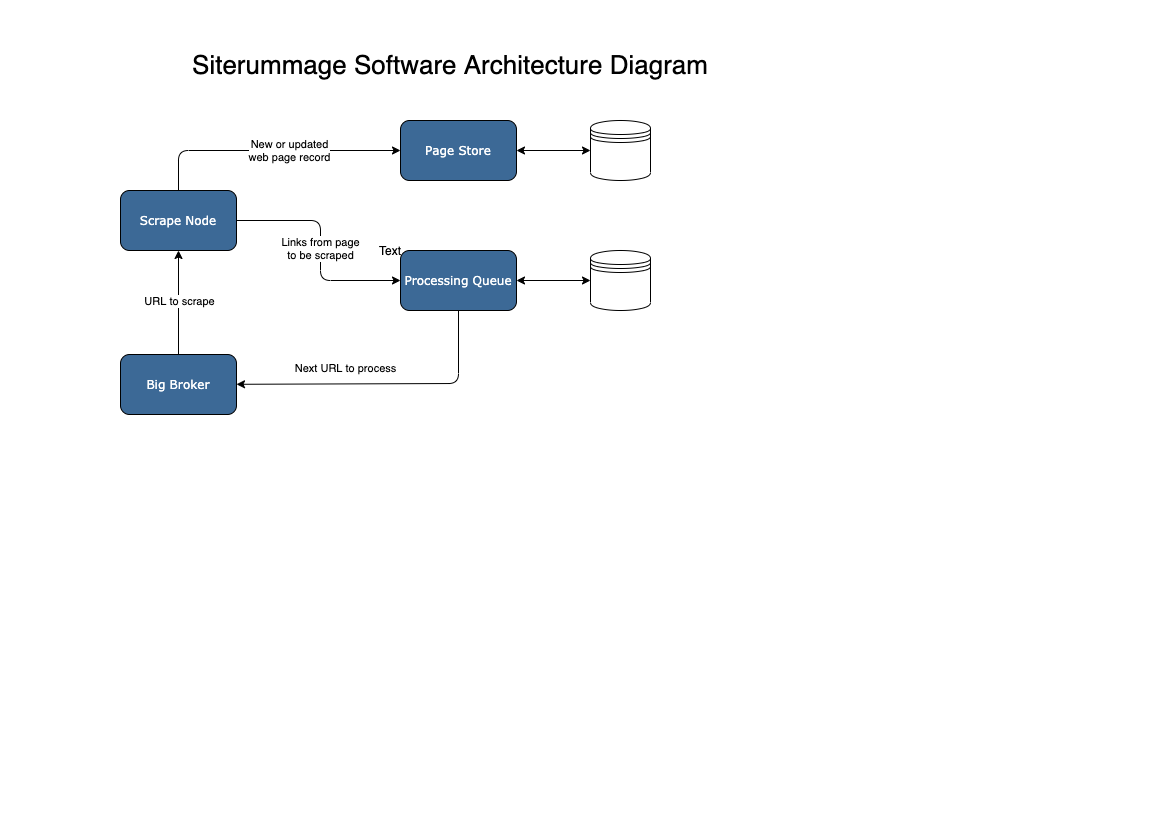 Siterummage Software Architecture Diagram
New or updated
web page record
Page Store
Scrape Node
Links from page
to be scraped
Text
Processing Queue
URL to scrape
Next URL to process
Big Broker